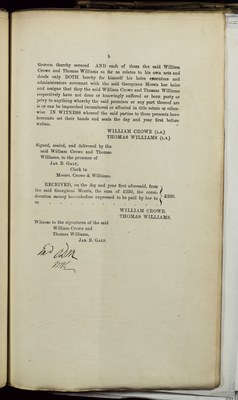 5
thereby covenant AND each of them the said William
Crowe and Thomas Williams so far as relates to his own acts and
deeds only DOTH hereby for himself his heirs executors and
administrators covenant with the said Georgiana Morris her heirs
and assigns that they the said William Crowe and Thomas Williams
respectively have not done or knowingly suffered or been party or
privy to anything whereby the said premises or any part thereof are
is or can be impeached incumbered or affected in title estate or other-
wise IN WITNESS whereof the said parties to these presents have
hereunto set their hands and seals the day and year first before
written.
WILLIAM CROWE (L.S.)
THOMAS WILLIAMS (L.S.)
Signed, sealed, and delivered by the
said William Crowe and Thomas
Williams, in the presence of
JAS. B. GALE,
Clerk to
Messrs. Crowe & Williams.
RECEIVED, on the day and year first aforesaid, from
the said Georgiana Morris, the sum of £230, the consi-
deration money hereinbefore expressed to be paid by her to
us £230.
WILLIAM CROWE.
THOMAS WILLIAMS.
Witness to the signatures of the said
William Crowe and
Thomas Williams,
JAS. B. GALE.